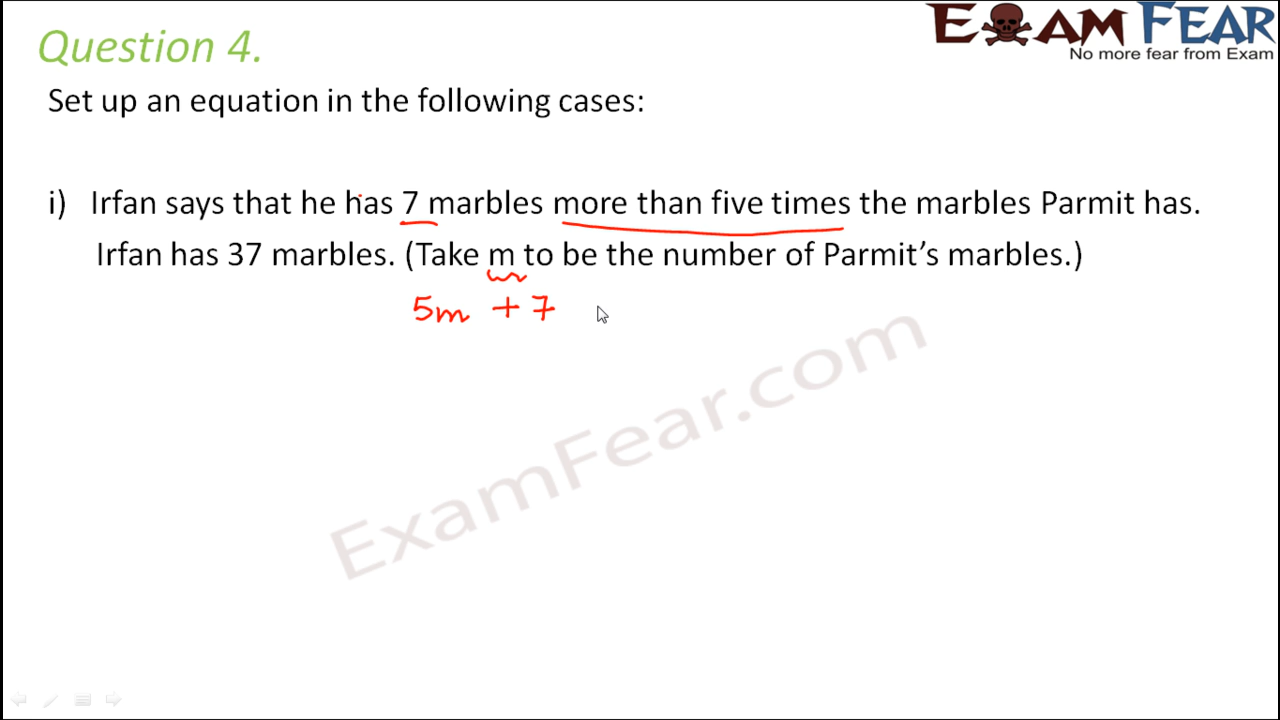 Question 4.
EXAM FEAR
No more fear from Exam
Set up an equation in the following cases:
i) Irfan says that he has 7 marbles more than five times the marbles Parmit has.
Irfan has 37 marbles. (Take m to be the number of Parmit's marbles.)
5m + 7
ExamFear.com